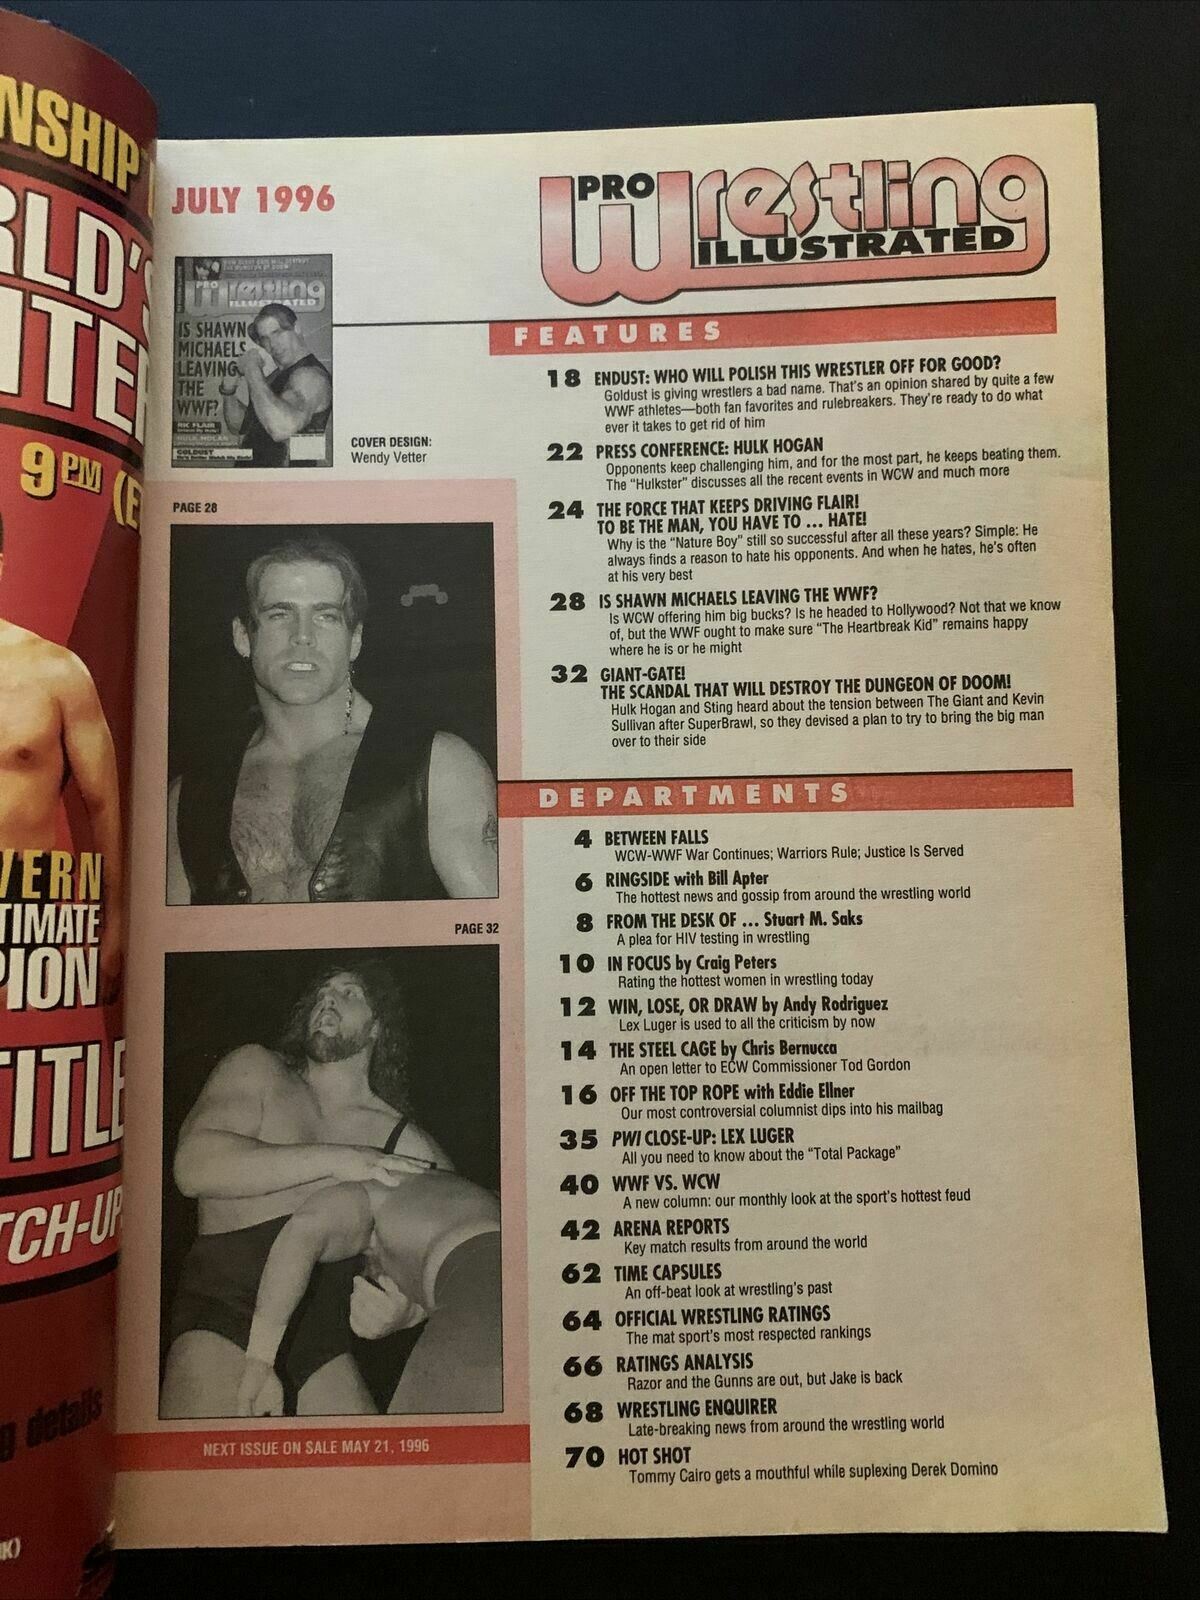 NSHIP
RLD'S
9 PM (E
VERN
TIMATE
PION
TITLE
TCH-UP
details
JULY 1996
PRO
Wrestling
ILLUSTRATED
PRO
Wrestling
ILLUSTRATED
IS SHAWN
MICHAELS
LEAVING
THE
WWF?
RIC FLAIR
HULK HOGAN
GOLDUST
COVER DESIGN:
Wendy Vetter
PAGE 28
PAGE 32
NEXT ISSUE ON SALE MAY 21, 1996
FEATURES
18 ENDUST: WHO WILL POLISH THIS WRESTLER OFF FOR GOOD?
Goldust is giving wrestlers a bad name. That's an opinion shared by quite a few
WWF athletes—both fan favorites and rulebreakers. They're ready to do what
ever it takes to get rid of him
22 PRESS CONFERENCE: HULK HOGAN
Opponents keep challenging him, and for the most part, he keeps beating them.
The "Hulkster" discusses all the recent events in WCW and much more
24 THE FORCE THAT KEEPS DRIVING FLAIR!
TO BE THE MAN, YOU HAVE TO ... HATE!
Why is the "Nature Boy" still so successful after all these years? Simple: He
always finds a reason to hate his opponents. And when he hates, he's often
at his very best
28 IS SHAWN MICHAELS LEAVING THE WWF?
Is WCW offering him big bucks? Is he headed to Hollywood? Not that we know
of, but the WWF ought to make sure "The Heartbreak Kid" remains happy
where he is or he might
32 GIANT-GATE!
THE SCANDAL THAT WILL DESTROY THE DUNGEON OF DOOM!
Hulk Hogan and Sting heard about the tension between The Giant and Kevin
Sullivan after SuperBrawl, so they devised a plan to try to bring the big man
over to their side
DEPARTMENTS
4 BETWEEN FALLS
WCW-WWF War Continues; Warriors Rule; Justice Is Served
6 RINGSIDE with Bill Apter
The hottest news and gossip from around the wrestling world
8 FROM THE DESK OF ... Stuart M. Saks
A plea for HIV testing in wrestling
10 IN FOCUS by Craig Peters
Rating the hottest women in wrestling today
12 WIN, LOSE, OR DRAW by Andy Rodriguez
Lex Luger is used to all the criticism by now
14 THE STEEL CAGE by Chris Bernucca
An open letter to ECW Commissioner Tod Gordon
16 OFF THE TOP ROPE with Eddie Ellner
Our most controversial columnist dips into his mailbag
35 PWI CLOSE-UP: LEX LUGER
All you need to know about the "Total Package"
40 WWF VS. WCW
A new column: our monthly look at the sport's hottest feud
42 ARENA REPORTS
Key match results from around the world
62 TIME CAPSULES
An off-beat look at wrestling's past
64 OFFICIAL WRESTLING RATINGS
The mat sport's most respected rankings
66 RATINGS ANALYSIS
Razor and the Gunns are out, but Jake is back
68 WRESTLING ENQUIRER
Late-breaking news from around the wrestling world
70 HOT SHOT
Tommy Cairo gets a mouthful while suplexing Derek Domino